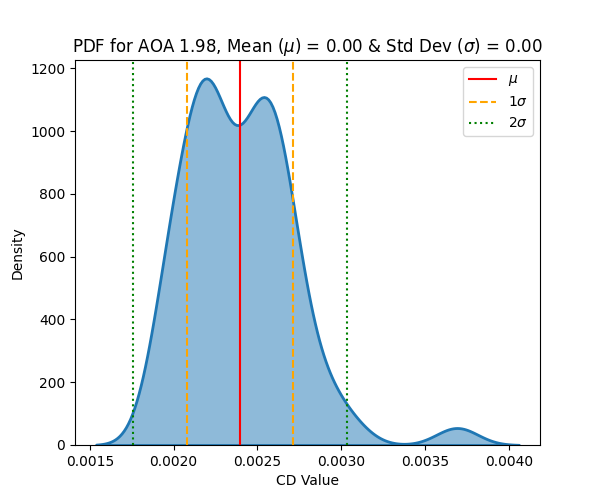 PDF for AOA 1.98, Mean (μ) = 0.00 & Std Dev (σ) = 0.00
μ
1σ
2σ
Density
1200
1000
800
600
400
200
0
0.0015 0.0020 0.0025 0.0030 0.0035 0.0040
CD Value